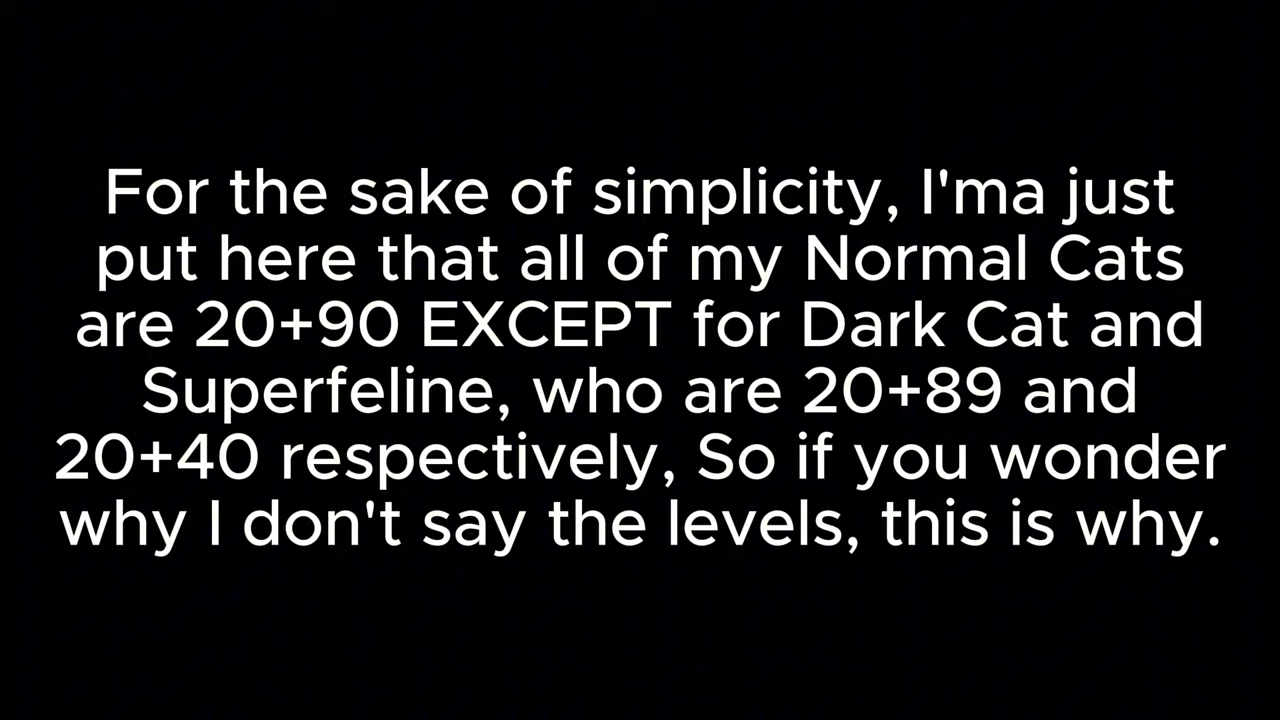 For the sake of simplicity, I'ma just
put here that all of my Normal Cats
are 20+90 EXCEPT for Dark Cat and
Superfeline, who are 20+89 and
20+40 respectively, So if you wonder
why I don't say the levels, this is why.